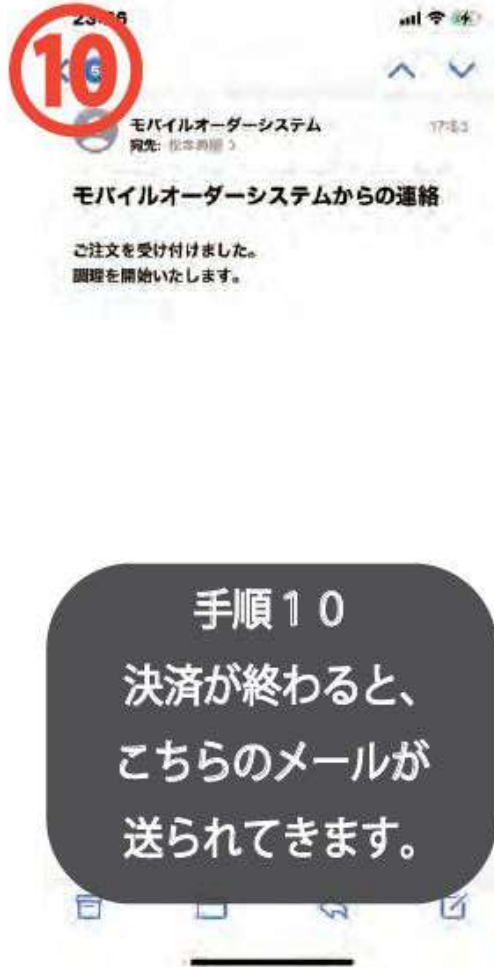 10
5
モバイルオーダーシステム
宛先:
モバイルオーダーシステムからの連絡
ご注文を受け付けました。
調理を開始いたします。
手順１０
決済が終わると、
こちらのメールが
送られてきます。